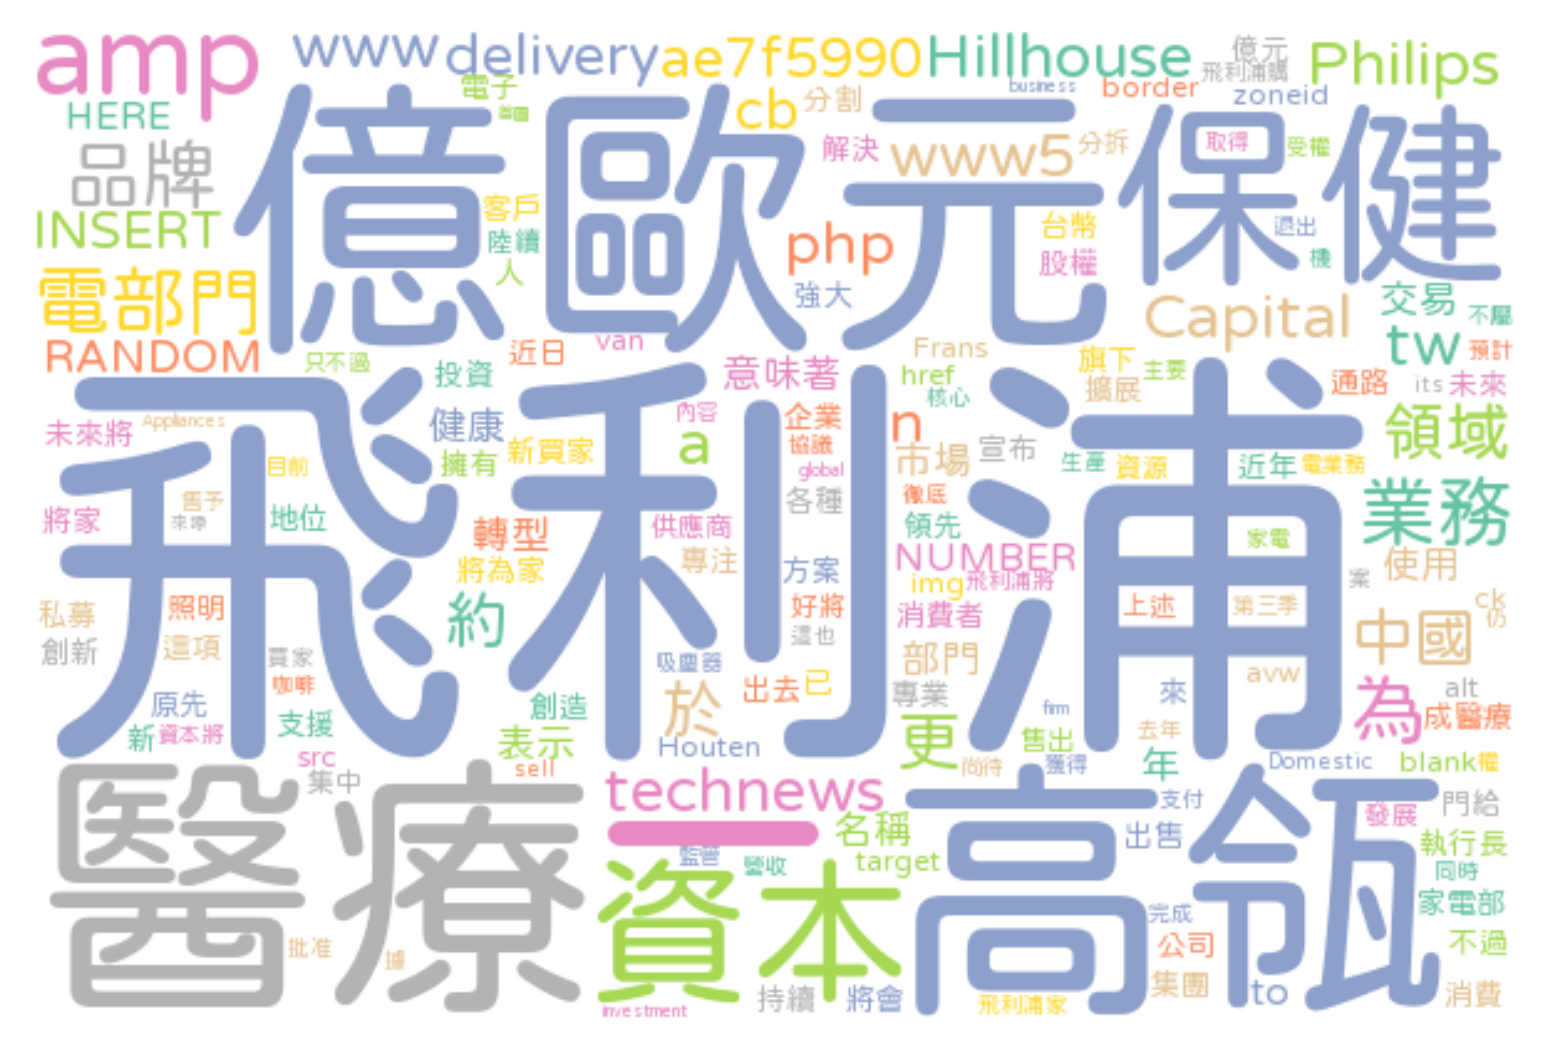 amp
www
delivery
ae7f5990
Hillhouse
億元
飛利浦購
Philips
電子
business
border
zoneid
HERE
cb
分割
品牌
億
歐元
保健
解決
www5
分拆
取得
受權
INSERT
客戶
陸續
人
php
台幣
股權
退出
機
電部門
強大
Capital
交易
不屬
RANDOM
只不過
投資
近日
van
意味著
Frans
href
核心
旗下
擴展
主要
tw
預計
通路
its
未來
未來將
Appliances
健康
新買家
擁有
內容
a
企業
協議
global
n
市場
宣布
生產
資源
近年
電業務
領域
飛利浦
目前
售予
來源
將家
地位
轉型
將為家
供應商
專注
各種
徹底
領先
家電
業務
NUMBER
img
飛利浦將
方案
好將
這也
消費者
上述
第三季
案
使用
ck
仍
私募
照明
創新
這項
買家
咖啡
約
吸塵器
部門
專業
avw
中國
原先
新
資本將
支援
創造
表示
於
出去
已
更
firm
售出
來
去年
年
為
alt
成醫療
src
集中
sell
Houten
尚待
獲得
Domestic
blank
權
醫療
technews
一
名稱
支付
出售
發展
門給
監管
營收
target
執行長
同時
資本
高瓴
家電部
不過
批准
據
完成
公司
集團
to
消費
investment
持續
將會
飛利浦家